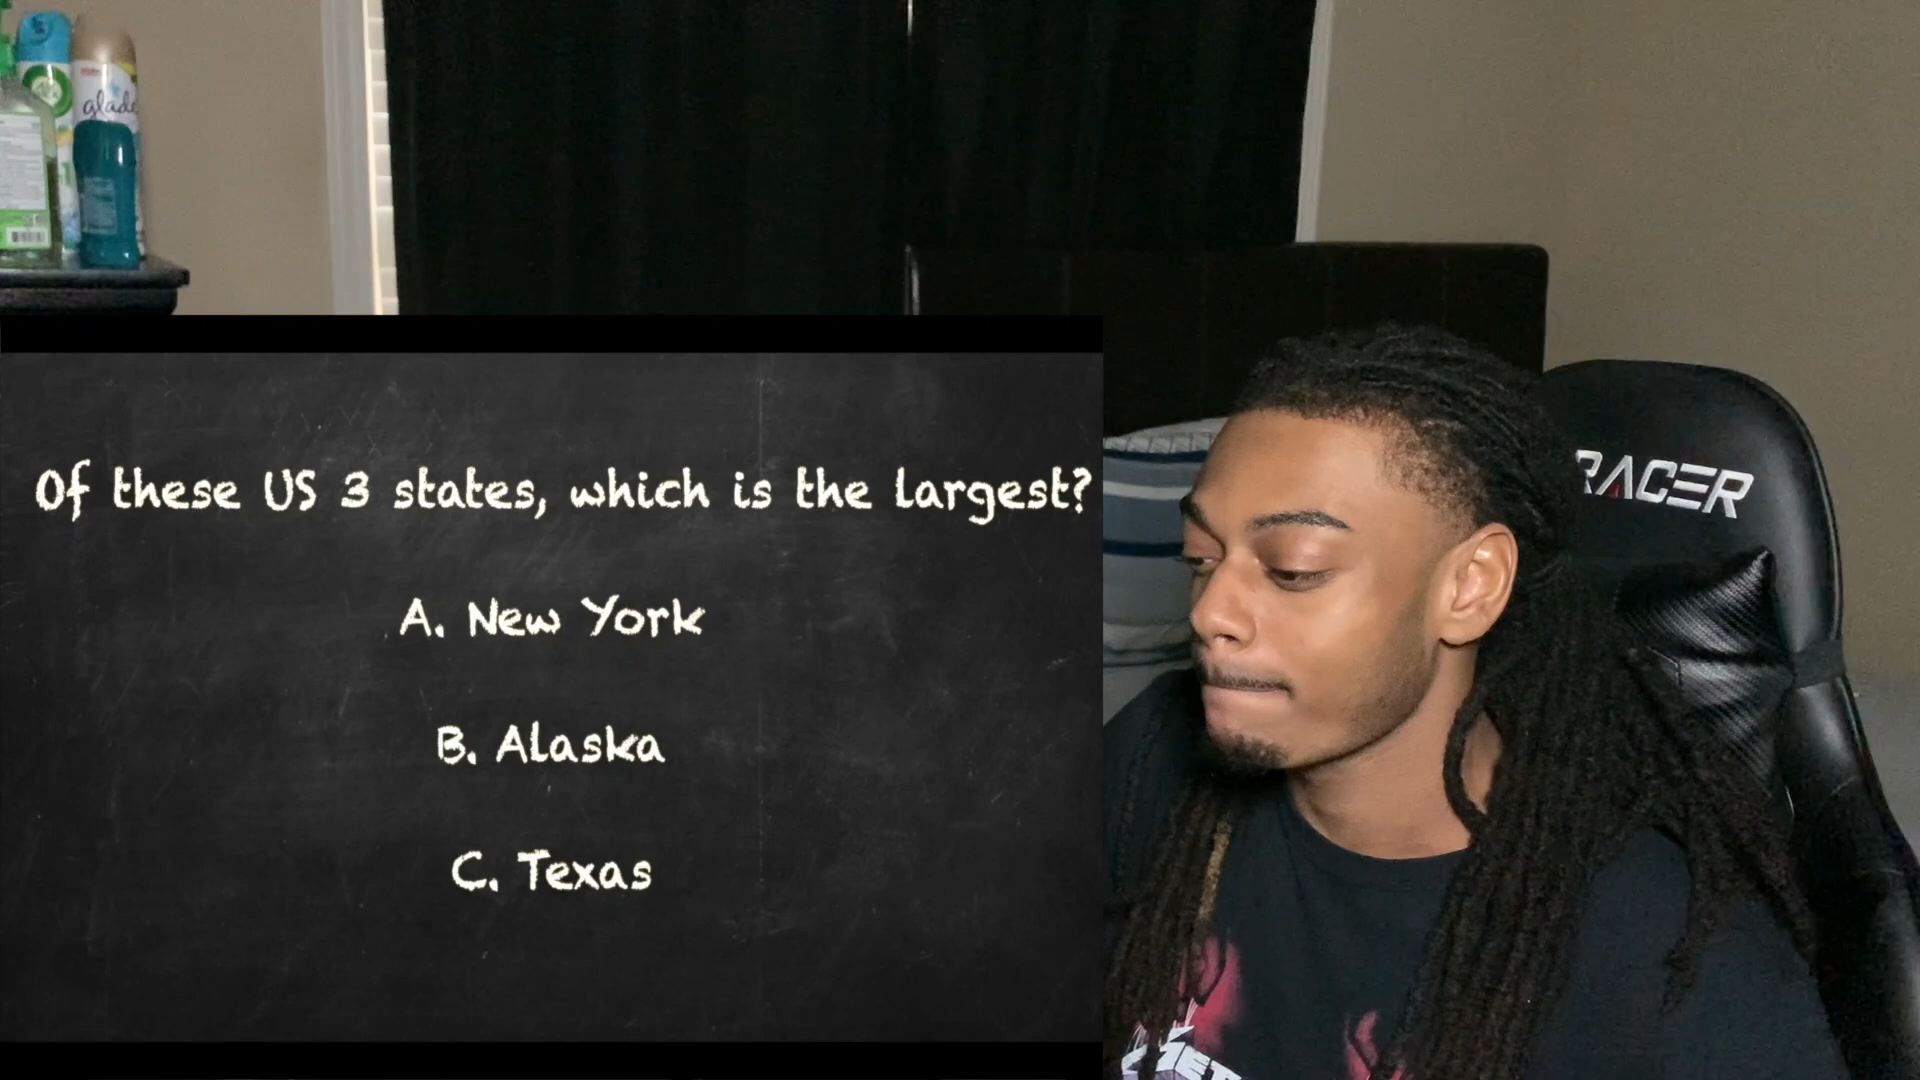 glade
Of these US 3 states, which is the largest?
A. New York
B. Alaska
C. Texas
RACER